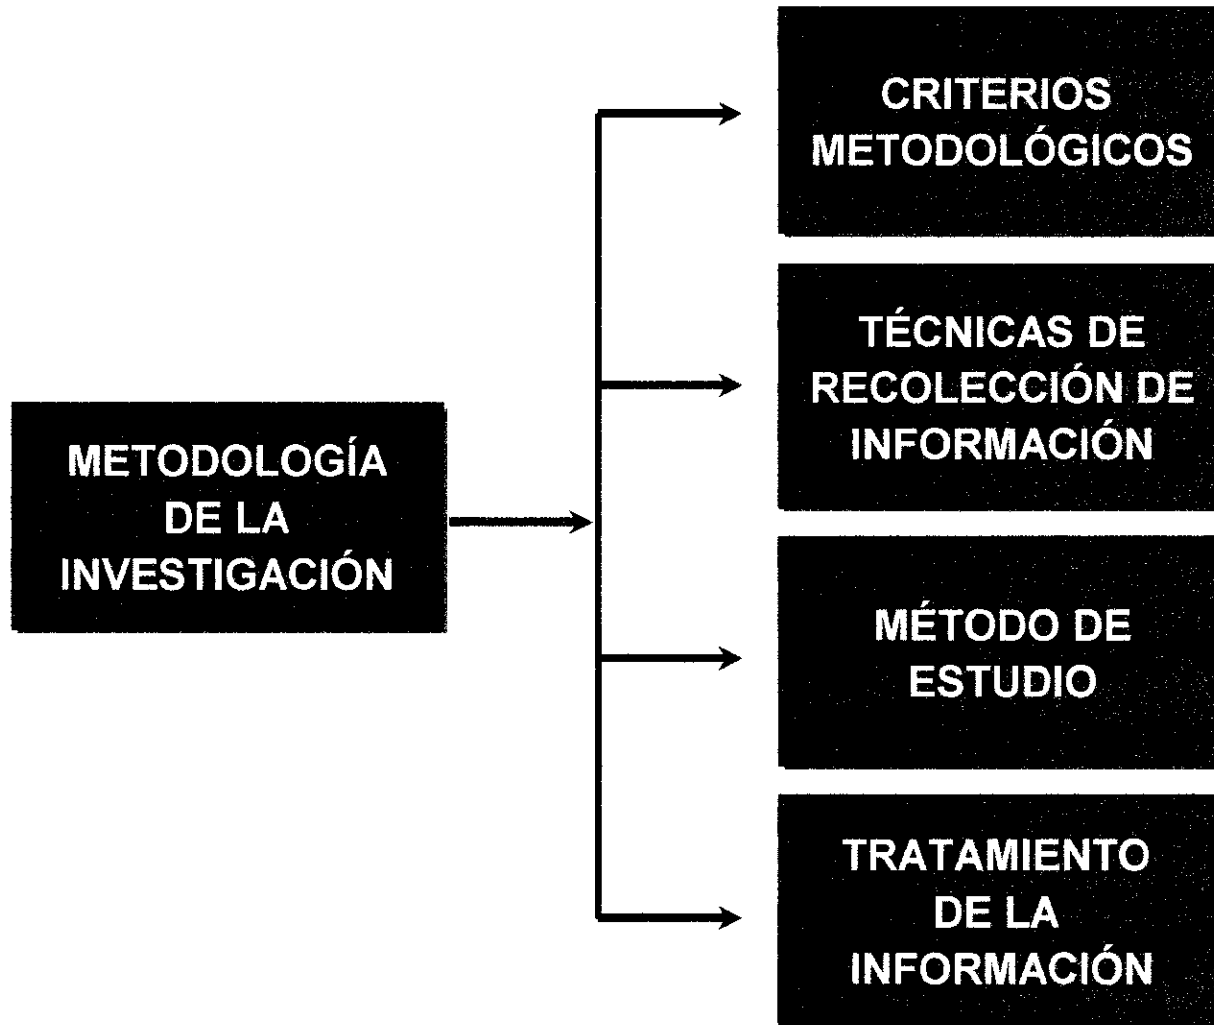 METODOLOGÍA
DE LA
INVESTIGACIÓN
CRITERIOS
METODOLÓGICOS
TÉCNICAS DE
RECOLECCIÓN DE
INFORMACIÓN
MÉTODO DE
ESTUDIO
TRATAMIENTO
DE LA
INFORMACIÓN